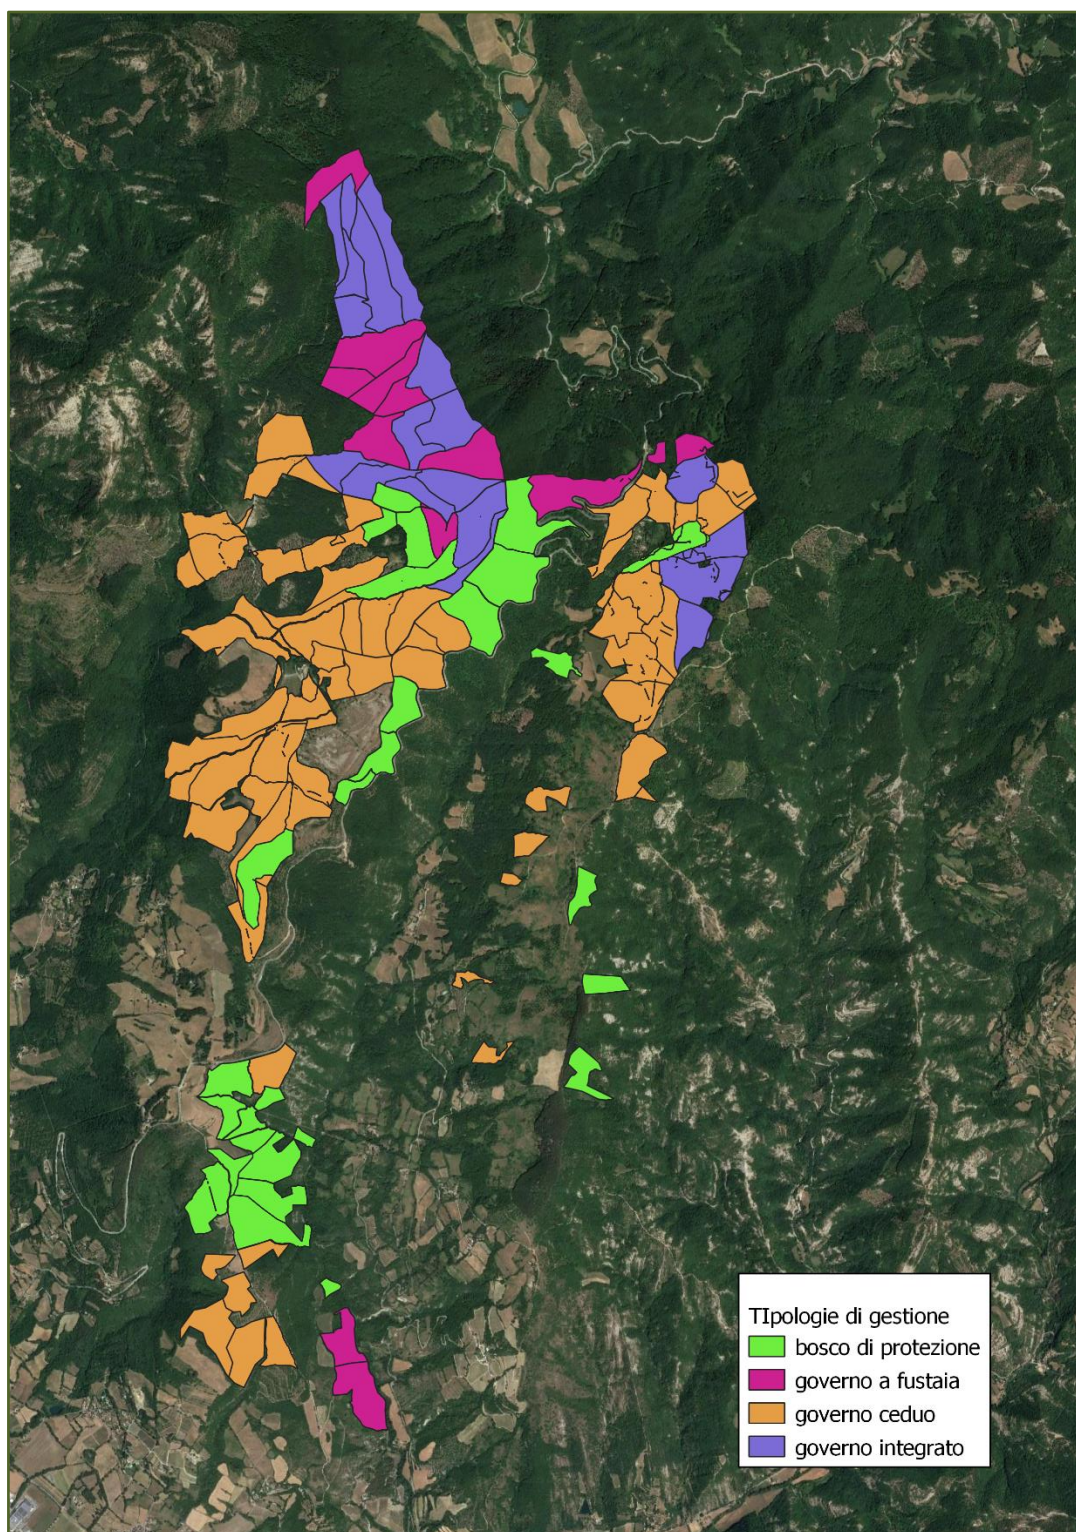 TIpologie di gestione
bosco di protezione
governo a fustaia
governo ceduo
governo integrato